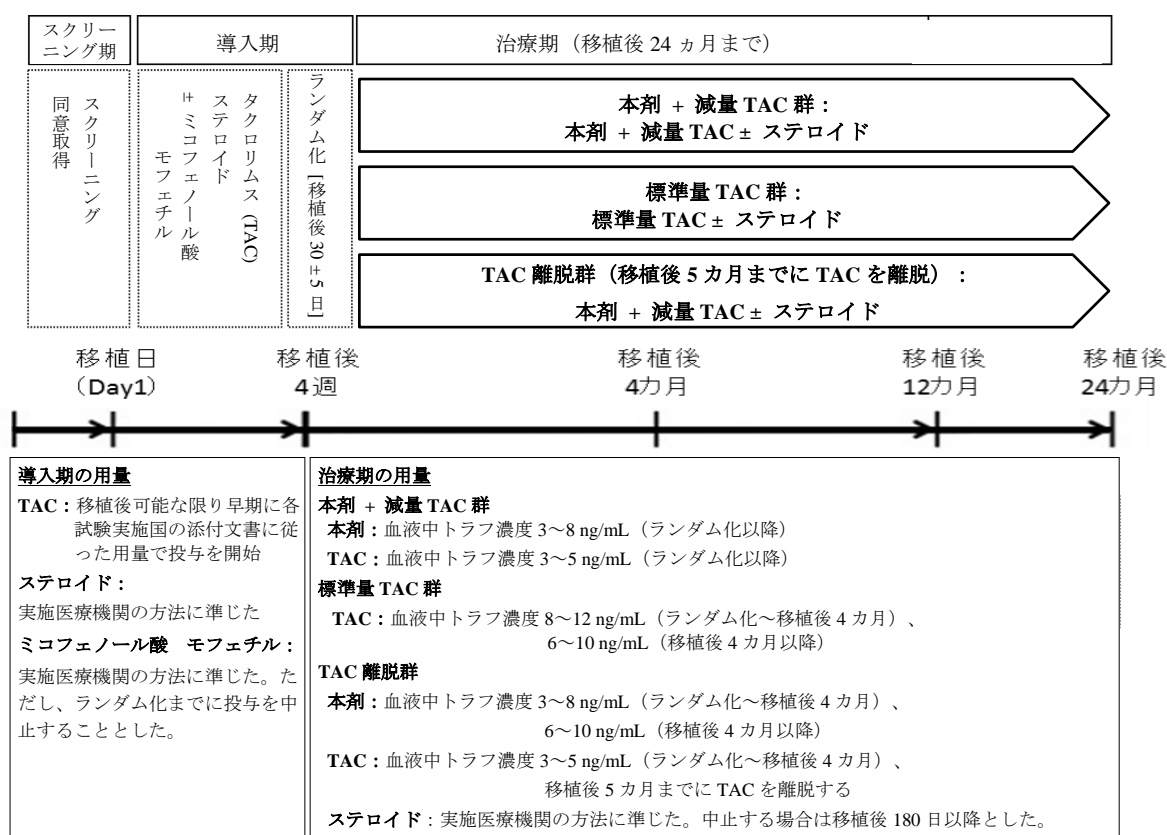 スクリー
ニング期
導入期
治療期（移植後 24 ヵ月まで）
スクリーニング
同意取得
タクロリムス (TAC)
ステロイド
± ミコフェノール酸
モフェチル
ランダム化 [移植後 30 ±5 日]
本剤 + 減量 TAC 群：
本剤 + 減量 TAC ± ステロイド
標準量 TAC 群：
標準量 TAC ± ステロイド
TAC 離脱群（移植後 5 カ月までに TAC を離脱）：
本剤 + 減量 TAC ± ステロイド
移植日
（Day1）
移植後
4週
移植後
4カ月
移植後
12カ月
移植後
24カ月
導入期の用量
TAC：移植後可能な限り早期に各
試験実施国の添付文書に従
った用量で投与を開始
ステロイド：
実施医療機関の方法に準じた
ミコフェノール酸　モフェチル：
実施医療機関の方法に準じた。た
だし、ランダム化までに投与を中
止することとした。
治療期の用量
本剤 + 減量 TAC 群
本剤：血液中トラフ濃度 3～8 ng/mL（ランダム化以降）
TAC：血液中トラフ濃度 3～5 ng/mL（ランダム化以降）
標準量 TAC 群
TAC：血液中トラフ濃度 8～12 ng/mL（ランダム化～移植後 4 カ月）、
6～10 ng/mL（移植後 4 カ月以降）
TAC 離脱群
本剤：血液中トラフ濃度 3～8 ng/mL（ランダム化～移植後 4 カ月）、
6～10 ng/mL（移植後 4 カ月以降）
TAC：血液中トラフ濃度 3～5 ng/mL（ランダム化～移植後 4 カ月）、
移植後 5 カ月までに TAC を離脱する
ステロイド：実施医療機関の方法に準じた。中止する場合は移植後 180 日以降とした。